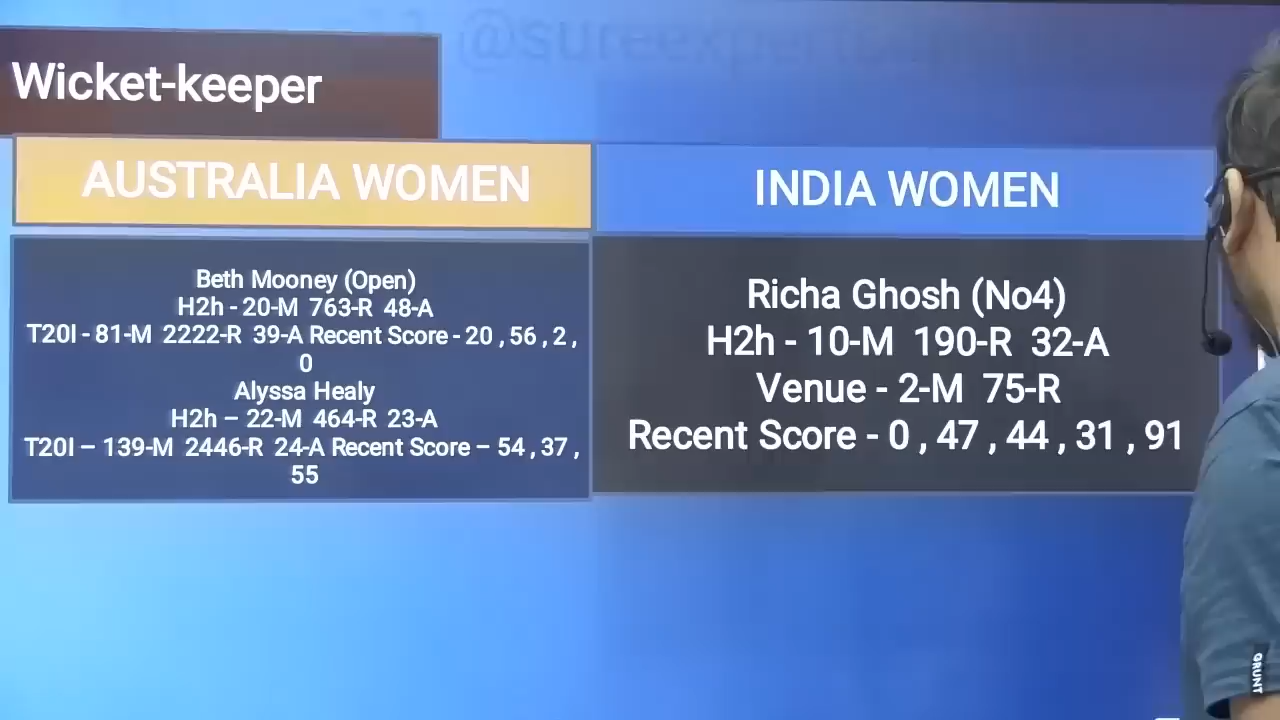 @sureexpert
Wicket-keeper
AUSTRALIA WOMEN
INDIA WOMEN
Beth Mooney (Open)
H2h - 20-M 763-R 48-A
T20I - 81-M 2222-R 39-A Recent Score - 20 , 56 , 2 ,
0
Alyssa Healy
H2h – 22-M 464-R 23-A
T20I – 139-M 2446-R 24-A Recent Score – 54 , 37 ,
55
Richa Ghosh (No4)
H2h - 10-M 190-R 32-A
Venue - 2-M 75-R
Recent Score - 0 , 47 , 44 , 31 , 91
GRUNT